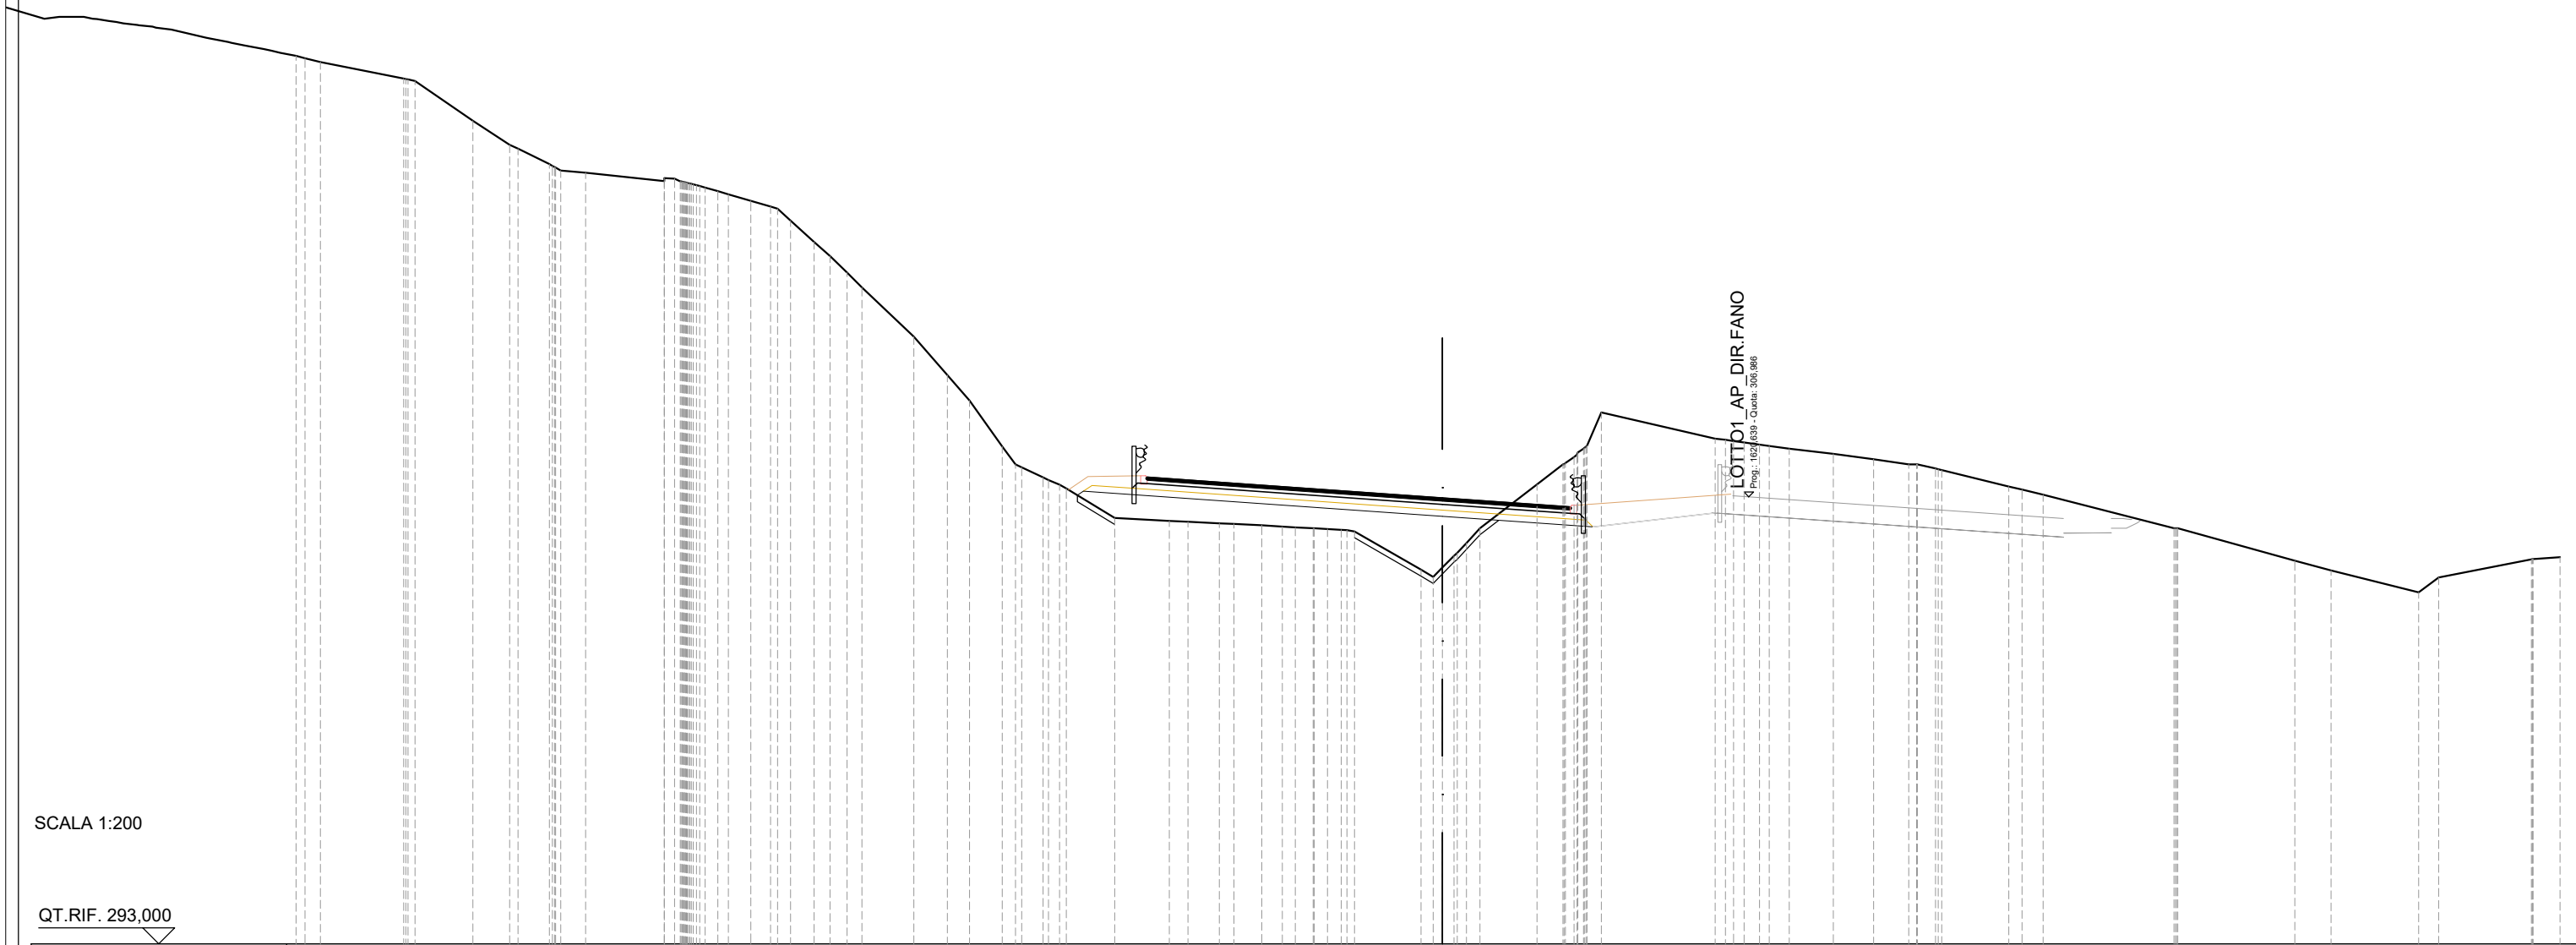 LOTTO1_AP_DIR.FANO
Prog.: 1620,639 - Quota: 306,986
SCALA 1:200
QT.RIF. 293,000